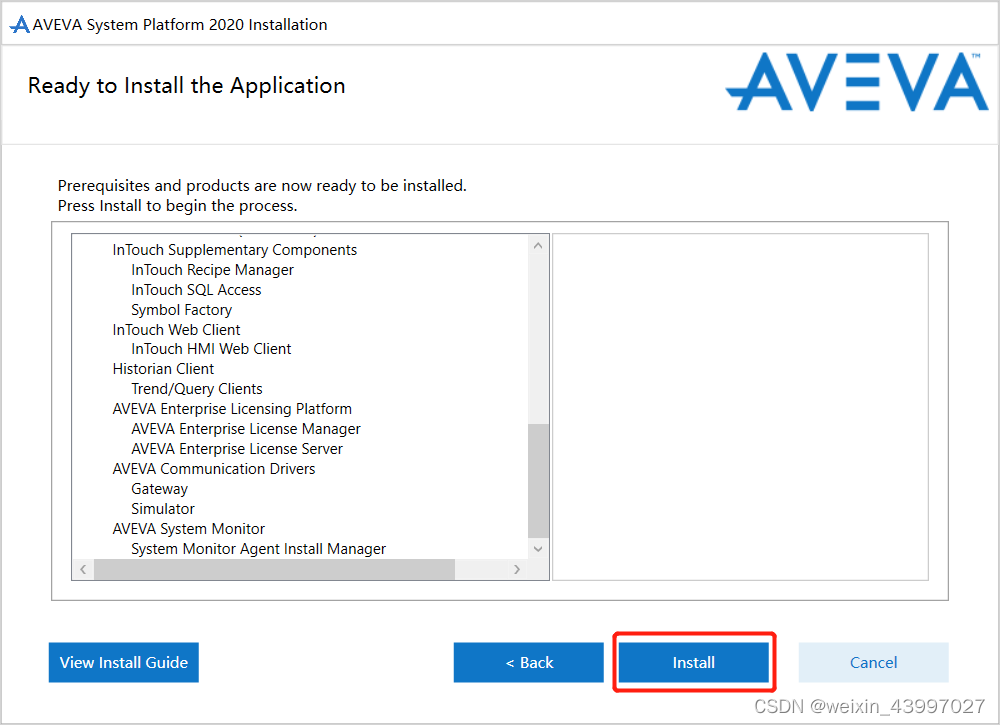 AVEVA System Platform 2020 Installation
Ready to Install the Application
AVEVA™
Prerequisites and products are now ready to be installed.
Press Install to begin the process.
InTouch Supplementary Components
InTouch Recipe Manager
InTouch SQL Access
Symbol Factory
InTouch Web Client
InTouch HMI Web Client
Historian Client
Trend/Query Clients
AVEVA Enterprise Licensing Platform
AVEVA Enterprise License Manager
AVEVA Enterprise License Server
AVEVA Communication Drivers
Gateway
Simulator
AVEVA System Monitor
System Monitor Agent Install Manager
View Install Guide
< Back
Install
Cancel
CSDN @weixin_43997027